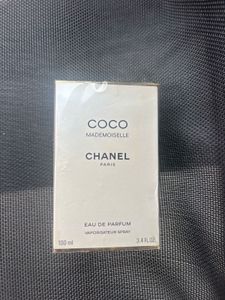 COCO
MADEMOISELLE
CHANEL
PARIS
EAU DE PARFUM
VAPORISATEUR SPRAY
100 ml 3.4 FL.OZ.